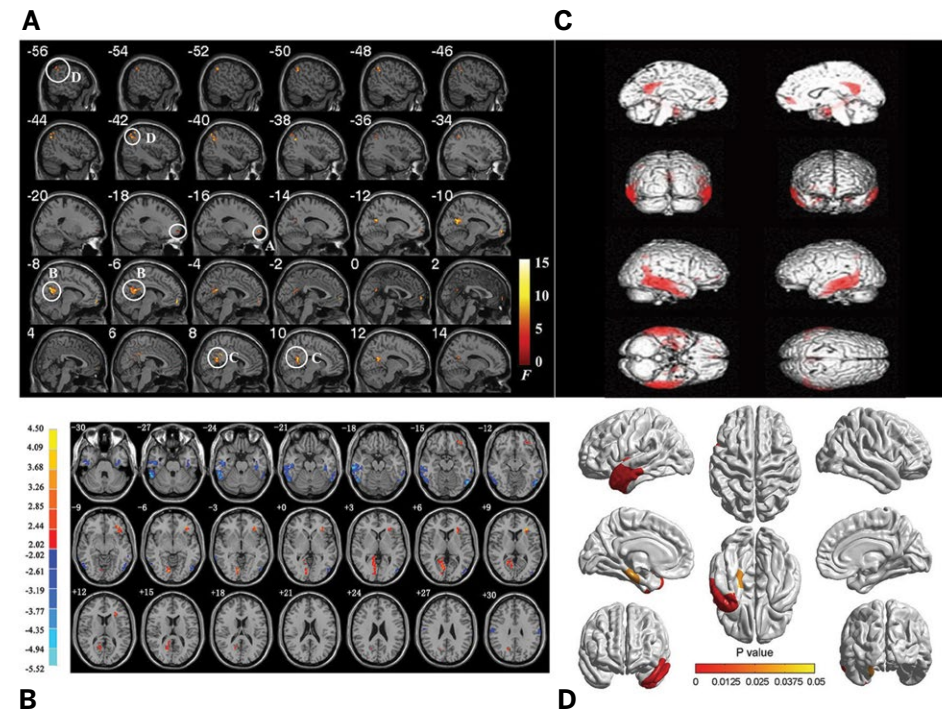 A
C
-56 -54 -52 -50 -48 -46
D
-44 -42 -40 -38 -36 -34
D
-20 -18 -16 -14 -12 -10
A
-8 -6 -4 -2 0 2
B B
15
10
5
0
F
4 6 8 10 12 14
C C
4.50
4.09
3.68
3.26
2.85
2.44
2.02
-2.02
-2.61
-3.19
-3.77
-4.35
-4.94
-5.52
-30 -27 -24 -21 -18 -15 -12
-9 -6 -3 +0 +3 +6 +9
+12 +15 +18 +21 +24 +27 +30
P value
0 0.0125 0.025 0.0375 0.05
B
D